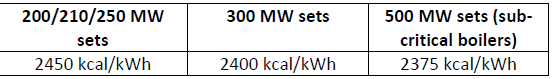 200/210/250 MW 300 MW sets 500 MW sets (sub-
sets critical boilers)
2450 kcal/kWh 2400 kcal/kWh 2375 kcal/kWh